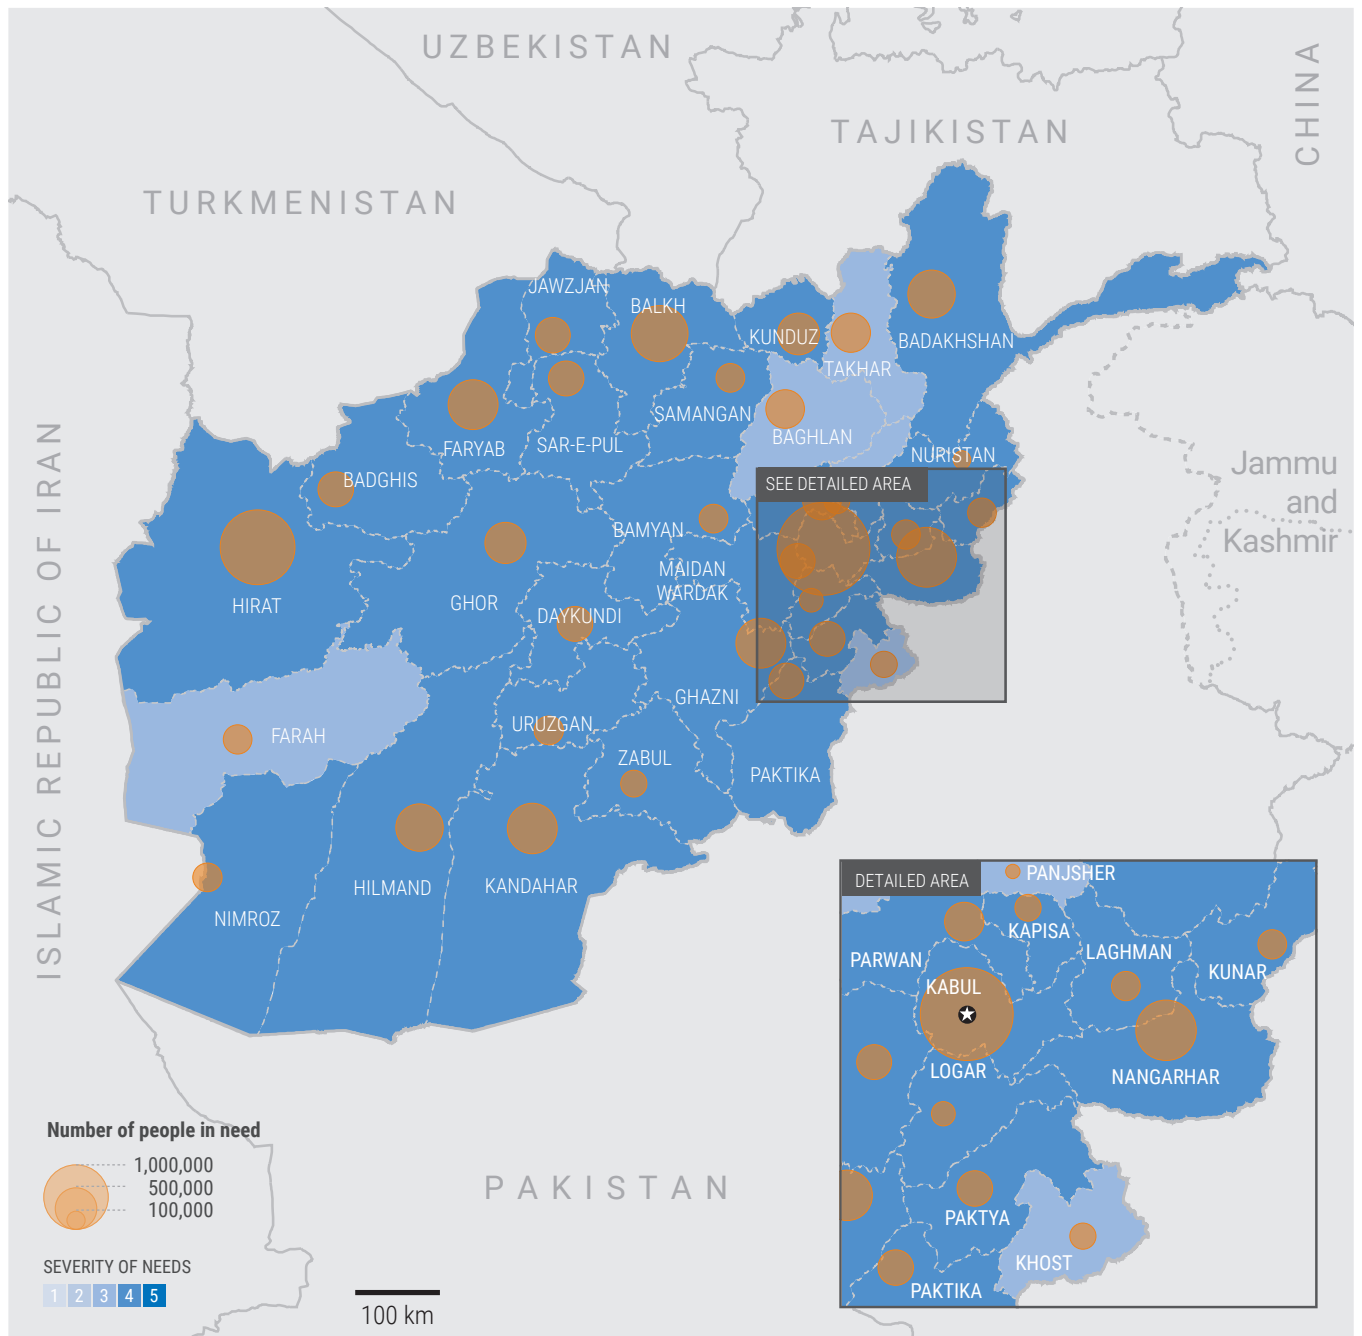 UZBEKISTAN
CHINA
TAJIKISTAN
TURKMENISTAN
JAWZJAN
BALKH
KUNDUZ
BADAKHSHAN
TAKHAR
SAMANGAN
BAGHLAN
FARYAB
SAR-E-PUL
NURISTAN
BADGHIS
SEE DETAILED AREA
Jammu
and
Kashmir
BAMYAN
MAIDAN
WARDAK
HIRAT
GHOR
DAYKUNDI
GHAZNI
URUZGAN
FARAH
ZABUL
PAKTIKA
ISLAMIC REPUBLIC OF IRAN
HILMAND
KANDAHAR
NIMROZ
DETAILED AREA
PANJSHER
KAPISA
PARWAN
LAGHMAN
KUNAR
KABUL
LOGAR
NANGARHAR
PAKTYA
KHOST
PAKTIKA
PAKISTAN
Number of people in need
1,000,000
500,000
100,000
SEVERITY OF NEEDS
1 2 3 4 5
100 km